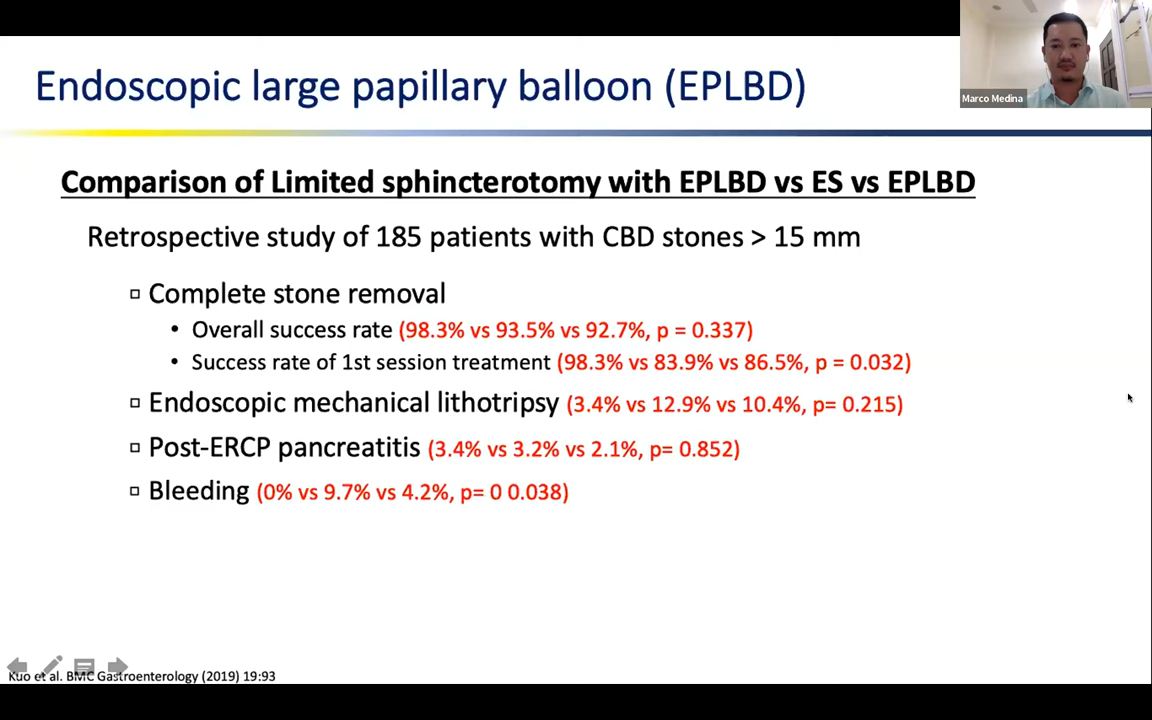 Endoscopic large papillary balloon (EPLBD)
Marco Medina
Comparison of Limited sphincterotomy with EPLBD vs ES vs EPLBD
Retrospective study of 185 patients with CBD stones > 15 mm
Complete stone removal
• Overall success rate (98.3% vs 93.5% vs 92.7%, p = 0.337)
• Success rate of 1st session treatment (98.3% vs 83.9% vs 86.5%, p = 0.032)
Endoscopic mechanical lithotripsy (3.4% vs 12.9% vs 10.4%, p= 0.215)
Post-ERCP pancreatitis (3.4% vs 3.2% vs 2.1%, p= 0.852)
Bleeding (0% vs 9.7% vs 4.2%, p= 0 0.038)
Kuo et al. BMC Gastroenterology (2019) 19:93